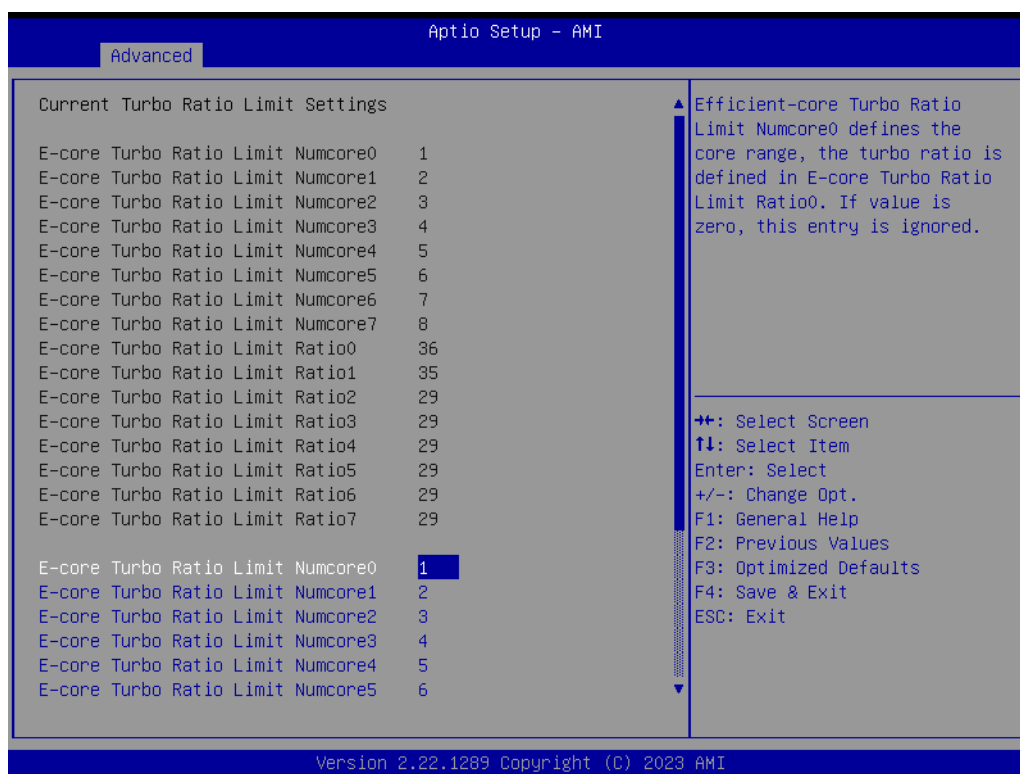 Aptio Setup – AMI
Advanced
Current Turbo Ratio Limit Settings
E-core Turbo Ratio Limit Numcore0 1
E-core Turbo Ratio Limit Numcore1 2
E-core Turbo Ratio Limit Numcore2 3
E-core Turbo Ratio Limit Numcore3 4
E-core Turbo Ratio Limit Numcore4 5
E-core Turbo Ratio Limit Numcore5 6
E-core Turbo Ratio Limit Numcore6 7
E-core Turbo Ratio Limit Numcore7 8
E-core Turbo Ratio Limit Ratio0 36
E-core Turbo Ratio Limit Ratio1 35
E-core Turbo Ratio Limit Ratio2 29
E-core Turbo Ratio Limit Ratio3 29
E-core Turbo Ratio Limit Ratio4 29
E-core Turbo Ratio Limit Ratio5 29
E-core Turbo Ratio Limit Ratio6 29
E-core Turbo Ratio Limit Ratio7 29
E-core Turbo Ratio Limit Numcore0 1
E-core Turbo Ratio Limit Numcore1 2
E-core Turbo Ratio Limit Numcore2 3
E-core Turbo Ratio Limit Numcore3 4
E-core Turbo Ratio Limit Numcore4 5
E-core Turbo Ratio Limit Numcore5 6
Efficient-core Turbo Ratio
Limit Numcore0 defines the
core range, the turbo ratio is
defined in E-core Turbo Ratio
Limit Ratio0. If value is
zero, this entry is ignored.
→←: Select Screen
↑↓: Select Item
Enter: Select
+/-: Change Opt.
F1: General Help
F2: Previous Values
F3: Optimized Defaults
F4: Save & Exit
ESC: Exit
Version 2.22.1289 Copyright (C) 2023 AMI